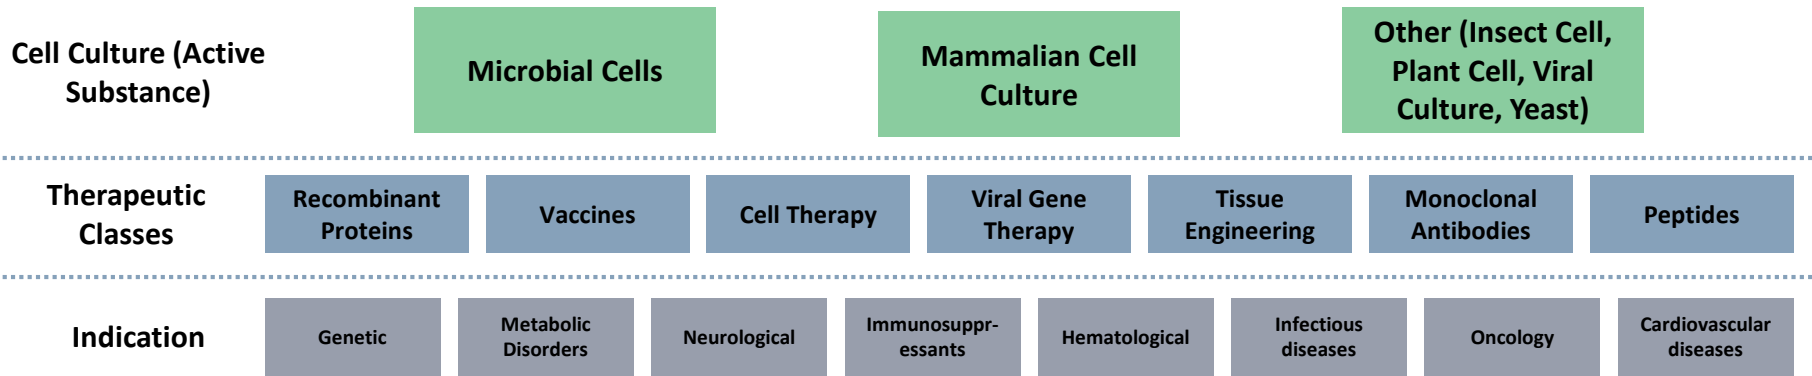 Cell Culture (Active
Substance)
Microbial Cells
Mammalian Cell
Culture
Other (Insect Cell,
Plant Cell, Viral
Culture, Yeast)
Therapeutic
Classes
Recombinant
Proteins
Vaccines
Cell Therapy
Viral Gene
Therapy
Tissue
Engineering
Monoclonal
Antibodies
Peptides
Indication
Genetic
Metabolic
Disorders
Neurological
Immunosuppr-
essants
Hematological
Infectious
diseases
Oncology
Cardiovascular
diseases